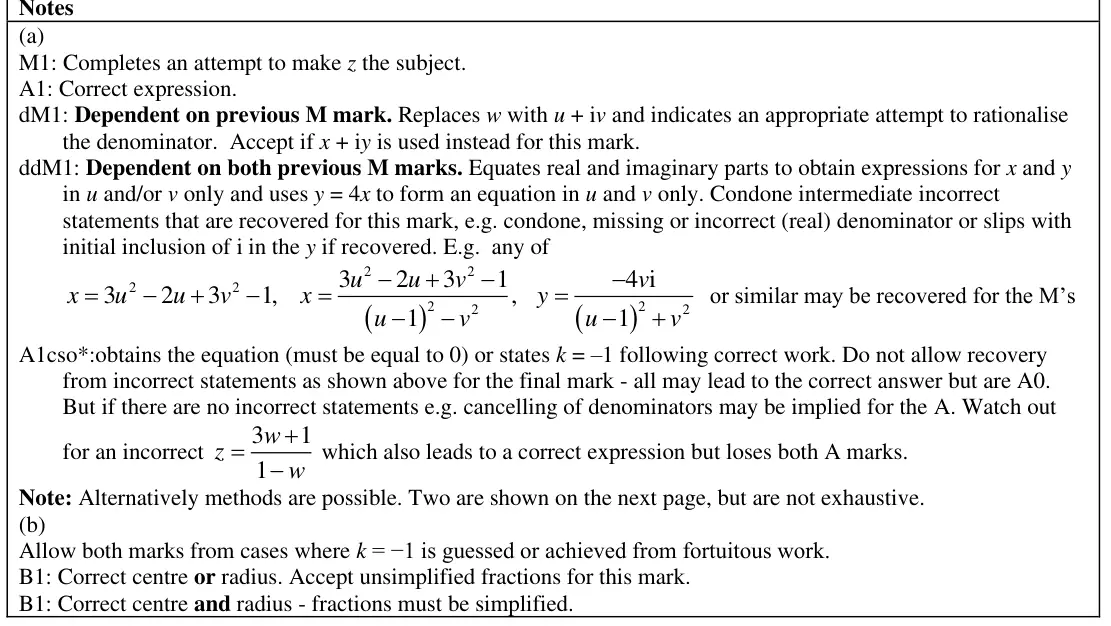 Notes
(a)
M1: Completes an attempt to make z the subject.
A1: Correct expression.
dM1: Dependent on previous M mark. Replaces w with u + iv and indicates an appropriate attempt to rationalise
the denominator.  Accept if x + iy is used instead for this mark.
ddM1: Dependent on both previous M marks. Equates real and imaginary parts to obtain expressions for x and y
in u and/or v only and uses y = 4x to form an equation in u and v only. Condone intermediate incorrect
statements that are recovered for this mark, e.g. condone, missing or incorrect (real) denominator or slips with
initial inclusion of i in the y if recovered. E.g.  any of
x = 3u² − 2u + 3v² − 1,  x = (3u² − 2u + 3v² − 1)/((u − 1)² − v²),  y = (−4vi)/((u − 1)² + v²)  or similar may be recovered for the M's
A1cso*:obtains the equation (must be equal to 0) or states k = –1 following correct work. Do not allow recovery
from incorrect statements as shown above for the final mark - all may lead to the correct answer but are A0.
But if there are no incorrect statements e.g. cancelling of denominators may be implied for the A. Watch out
for an incorrect z = (3w + 1)/(1 − w) which also leads to a correct expression but loses both A marks.
Note: Alternatively methods are possible. Two are shown on the next page, but are not exhaustive.
(b)
Allow both marks from cases where k = −1 is guessed or achieved from fortuitous work.
B1: Correct centre or radius. Accept unsimplified fractions for this mark.
B1: Correct centre and radius - fractions must be simplified.